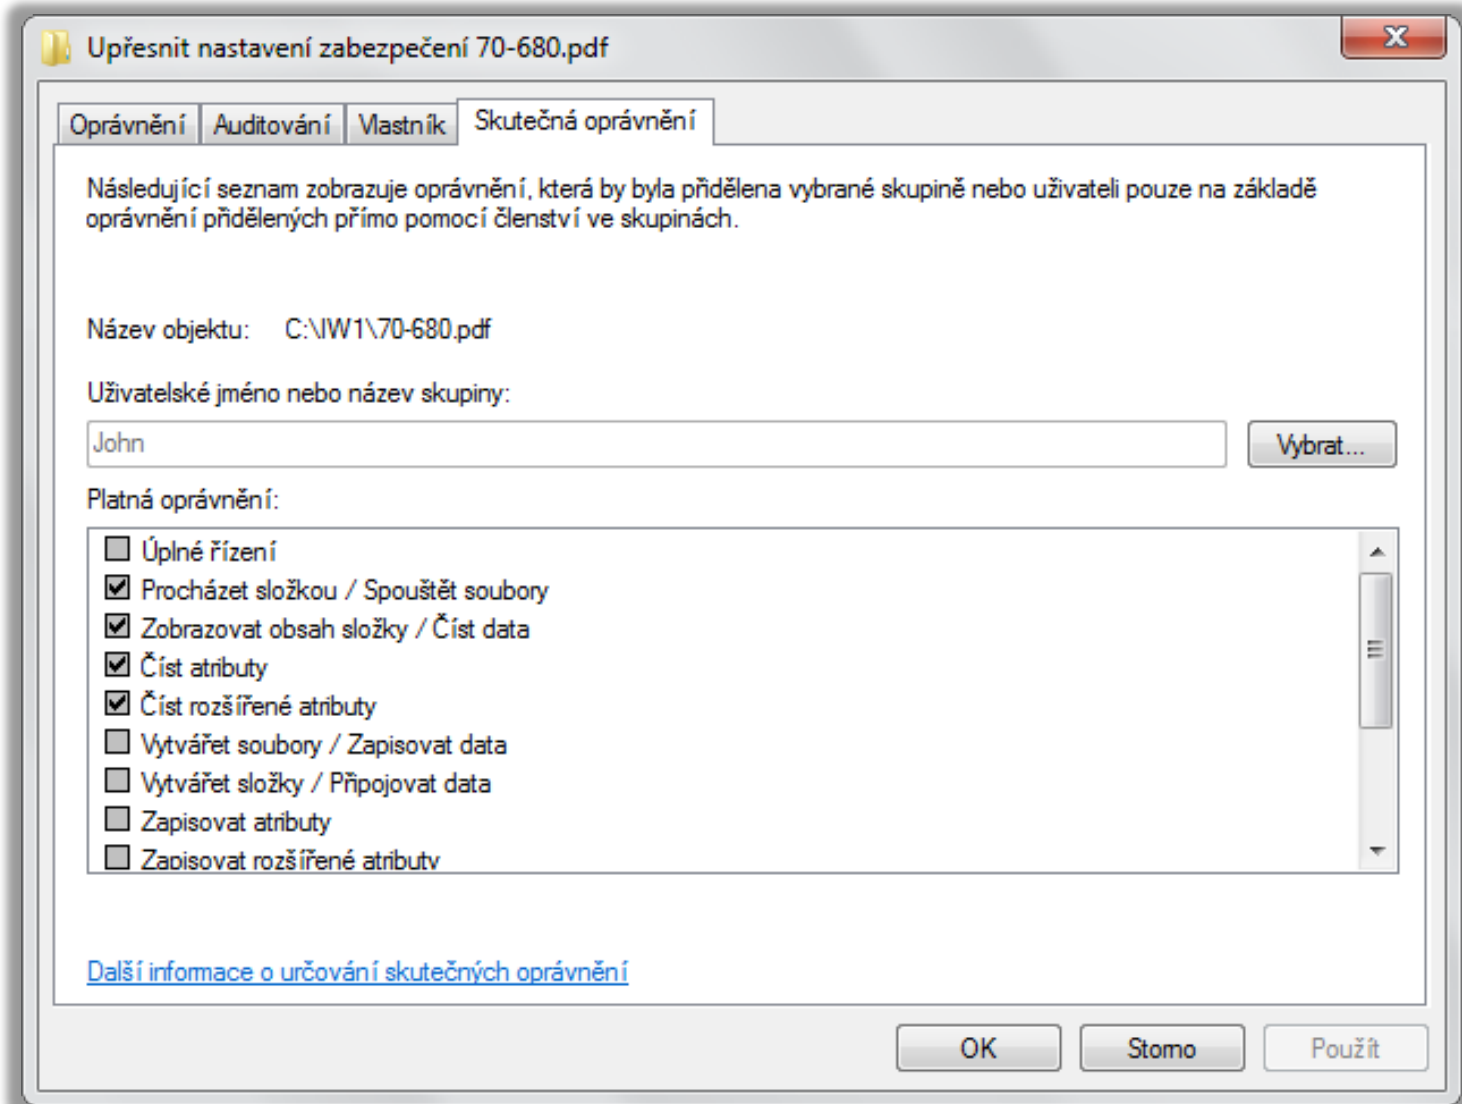 Upřesnit nastavení zabezpečení 70-680.pdf
Oprávnění Auditování Vlastník Skutečná oprávnění
Následující seznam zobrazuje oprávnění, která by byla přidělena vybrané skupině nebo uživateli pouze na základě
oprávnění přidělených přímo pomocí členství ve skupinách.
Název objektu: C:\IW1\70-680.pdf
Uživatelské jméno nebo název skupiny:
John
Vybrat...
Platná oprávnění:
Úplné řízení
Procházet složkou / Spouštět soubory
Zobrazovat obsah složky / Číst data
Číst atributy
Číst rozšířené atributy
Vytvářet soubory / Zapisovat data
Vytvářet složky / Připojovat data
Zapisovat atributy
Zapisovat rozšířené atributy
Další informace o určování skutečných oprávnění
OK Storno Použít